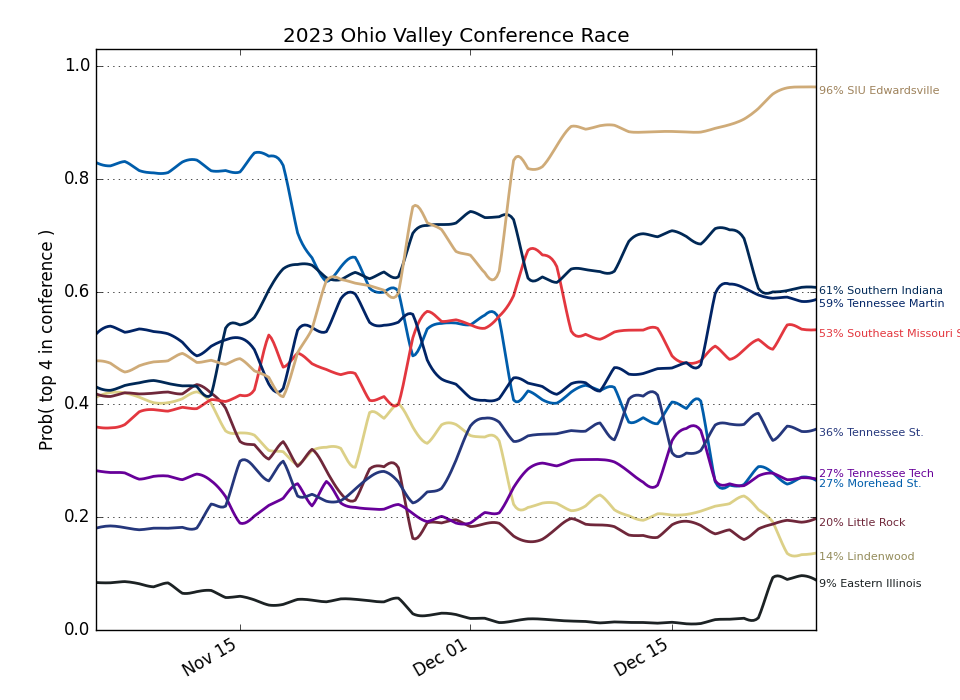 2023 Ohio Valley Conference Race
Prob( top 4 in conference )
1.0
0.8
0.6
0.4
0.2
0.0
Nov 15
Dec 01
Dec 15
96% SIU Edwardsville
61% Southern Indiana
59% Tennessee Martin
53% Southeast Missouri S
36% Tennessee St.
27% Tennessee Tech
27% Morehead St.
20% Little Rock
14% Lindenwood
9% Eastern Illinois